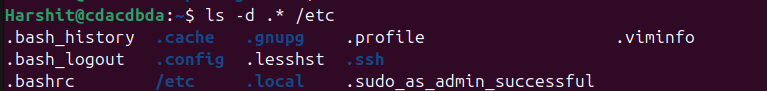 Harshit@cdacdbda:~$ ls -d .* /etc
.bash_history .cache .gnupg .profile .viminfo
.bash_logout .config .lesshst .ssh
.bashrc /etc .local .sudo_as_admin_successful